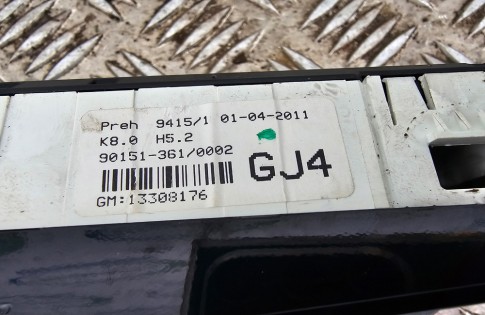 Preh 9415/1 01-04-2011
K8.0 H5.2
90151-361/0002
GJ4
GM:13308176